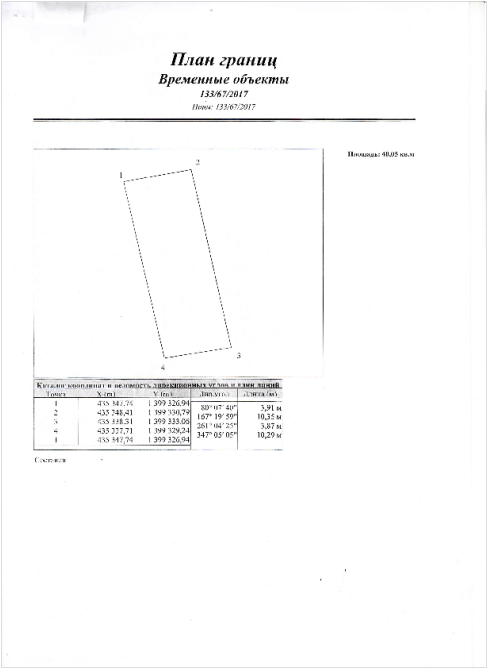 План границ
Временные объекты
133/67/2017
133/67/2017
Площадь: 40.05 кв.м
1
2
3
4
Каталог координат и ведомость дирекционных углов и длин линий
Точка X (m) Y (m) Дир.угол Длина (м)
1 435 347,74 1 399 326,94
80° 07' 40" 3,91 м
2 435 348,41 1 399 330,79
167° 19' 59" 10,35 м
3 435 338,31 1 399 333,06
261° 04' 25" 3,87 м
4 435 337,71 1 399 329,24
347° 05' 05" 10,29 м
1 435 347,74 1 399 326,94